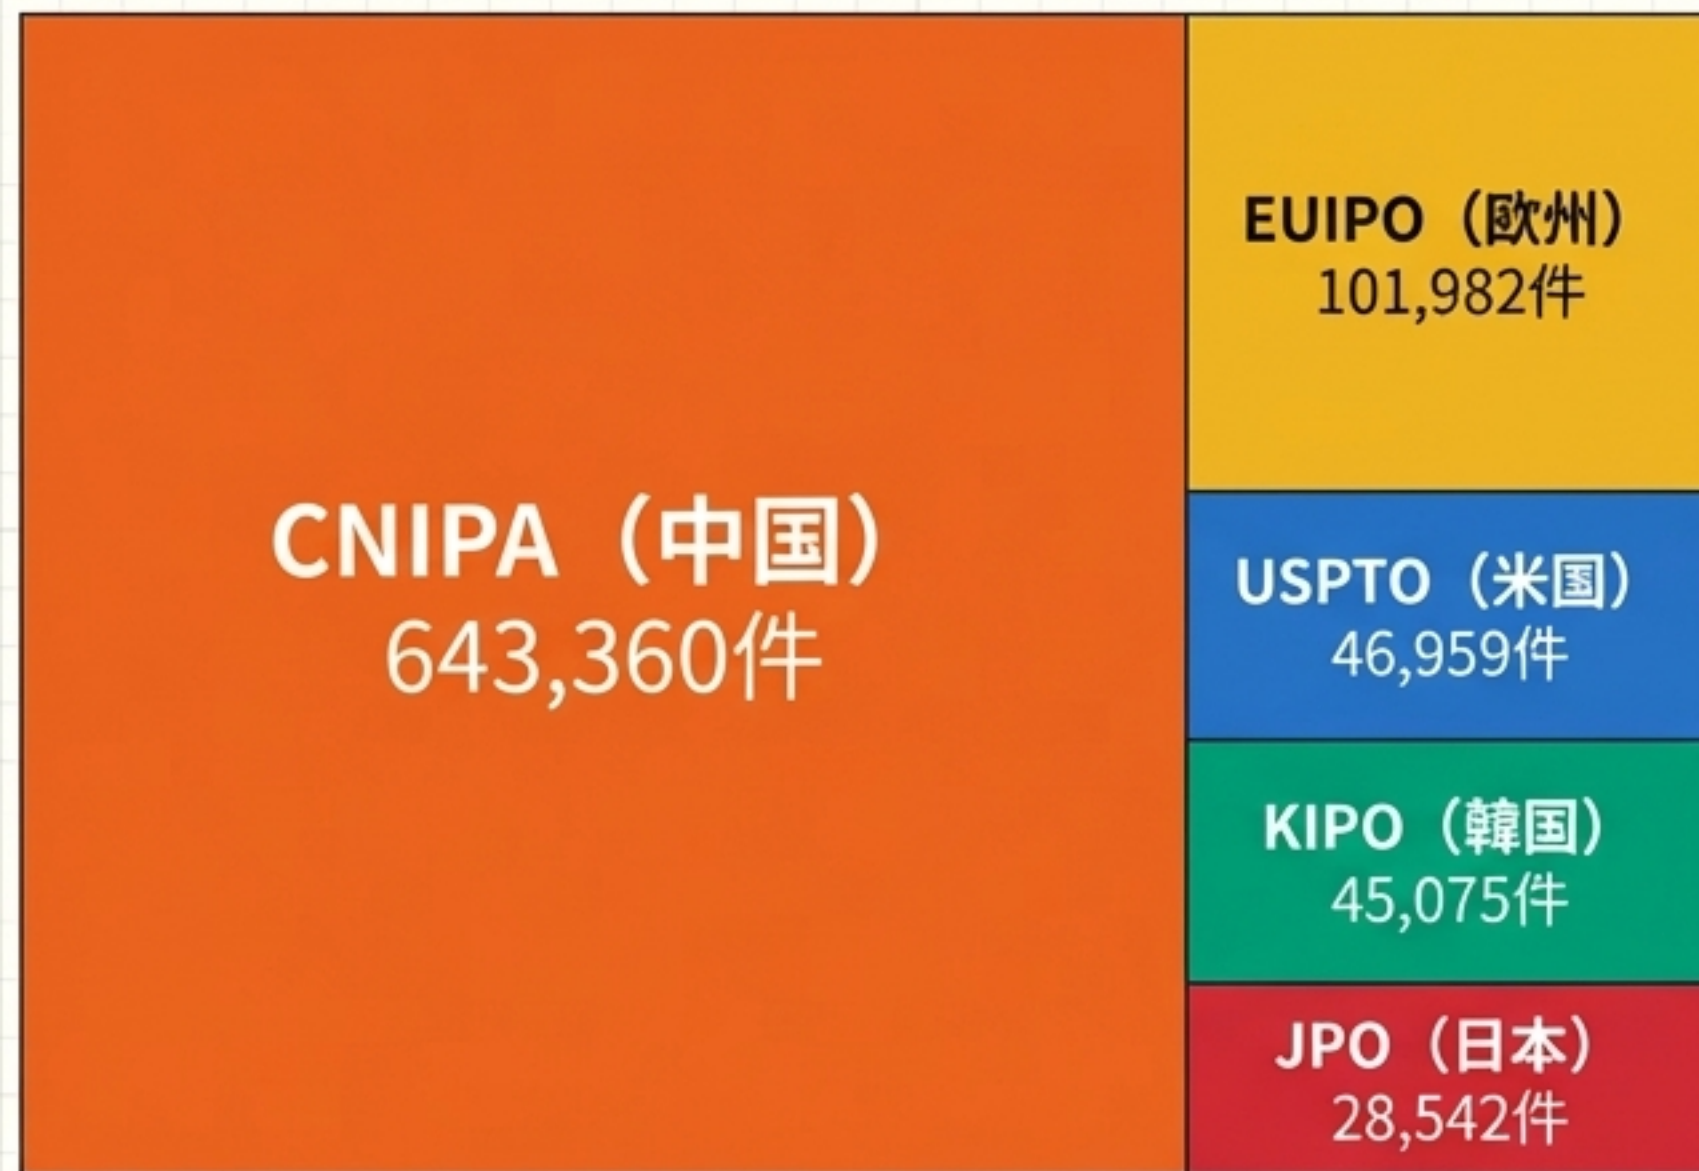 CNIPA（中国）
643,360件
EUIPO（欧州）
101,982件
USPTO（米国）
46,959件
KIPO（韓国）
45,075件
JPO（日本）
28,542件